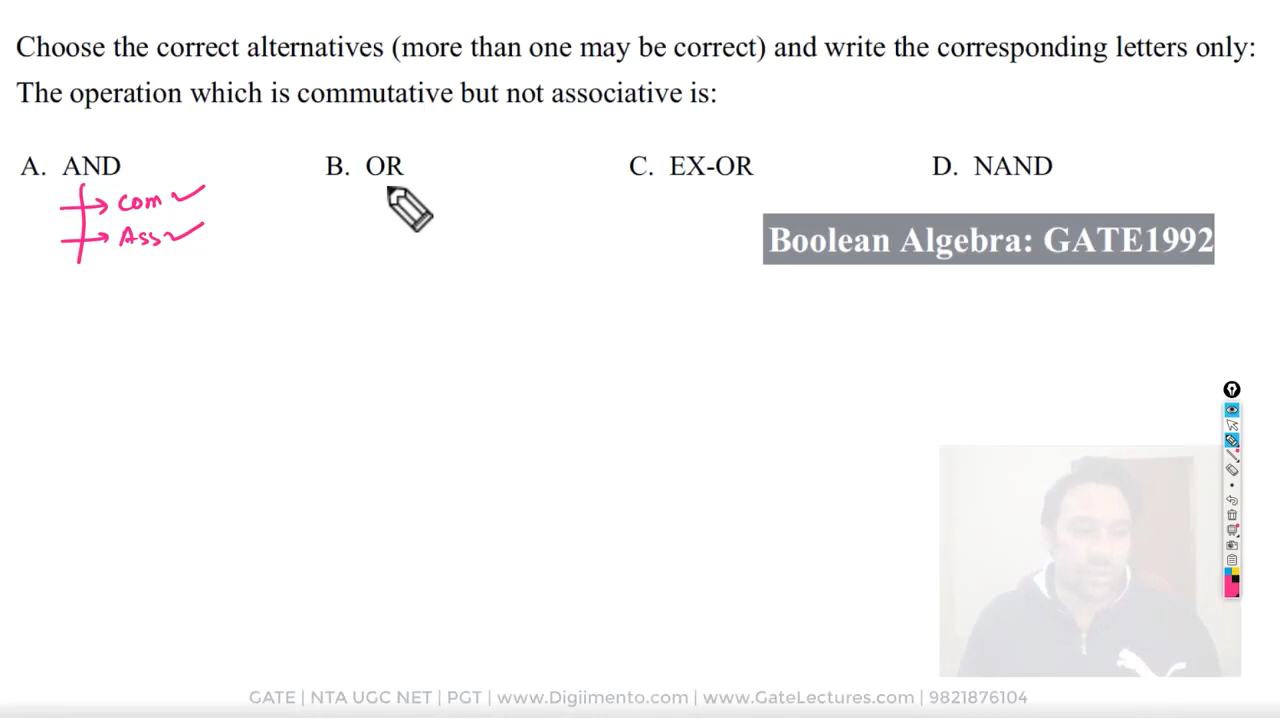 Choose the correct alternatives (more than one may be correct) and write the corresponding letters only:
The operation which is commutative but not associative is:
A. AND B. OR C. EX-OR D. NAND
Com ✓
Ass ✓
Boolean Algebra: GATE1992
GATE | NTA UGC NET | PGT | www.Digiimento.com | www.GateLectures.com | 9821876104